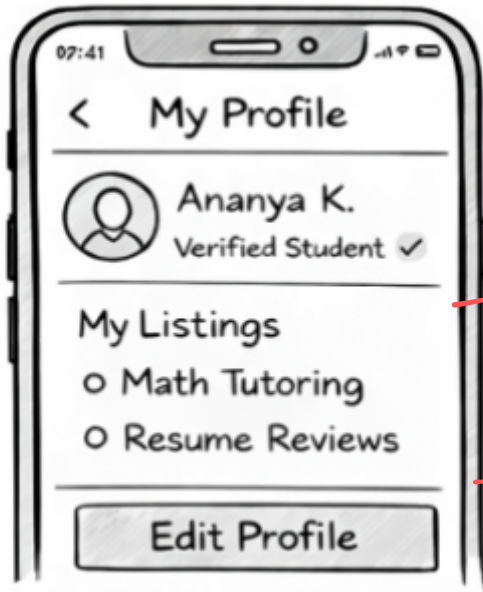 07:41
My Profile
Ananya K.
Verified Student
My Listings
Math Tutoring
Resume Reviews
Edit Profile